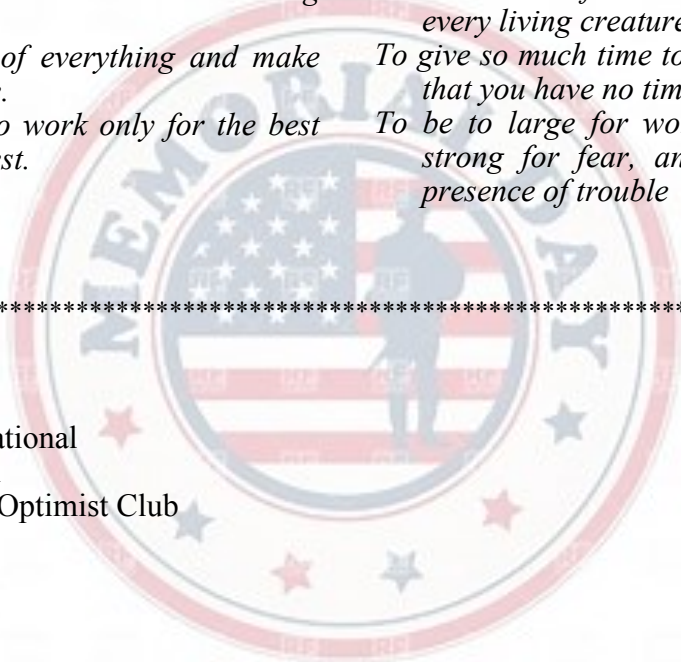 of everything and make
o work only for the best
est.
every living creature
To give so much time to
that you have no tim
To be to large for wo
strong for fear, an
presence of trouble
MEMORIAL DAY
********************************************************************************
ational
Optimist Club